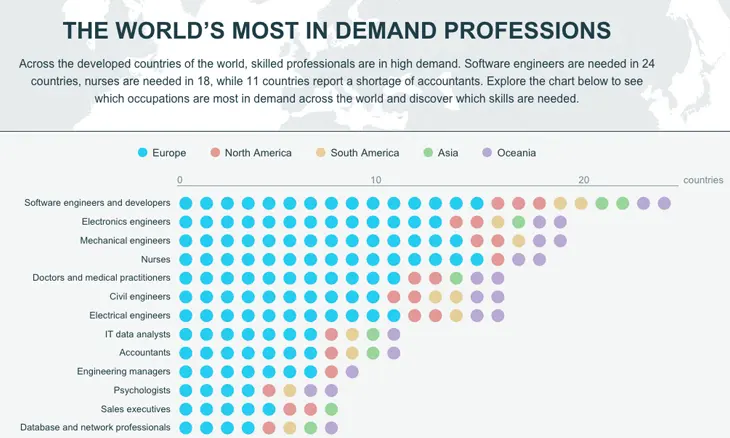 THE WORLD'S MOST IN DEMAND PROFESSIONS
Across the developed countries of the world, skilled professionals are in high demand. Software engineers are needed in 24
countries, nurses are needed in 18, while 11 countries report a shortage of accountants. Explore the chart below to see
which occupations are most in demand across the world and discover which skills are needed.
Europe North America South America Asia Oceania
0 10 20 countries
Software engineers and developers
Electronics engineers
Mechanical engineers
Nurses
Doctors and medical practitioners
Civil engineers
Electrical engineers
IT data analysts
Accountants
Engineering managers
Psychologists
Sales executives
Database and network professionals